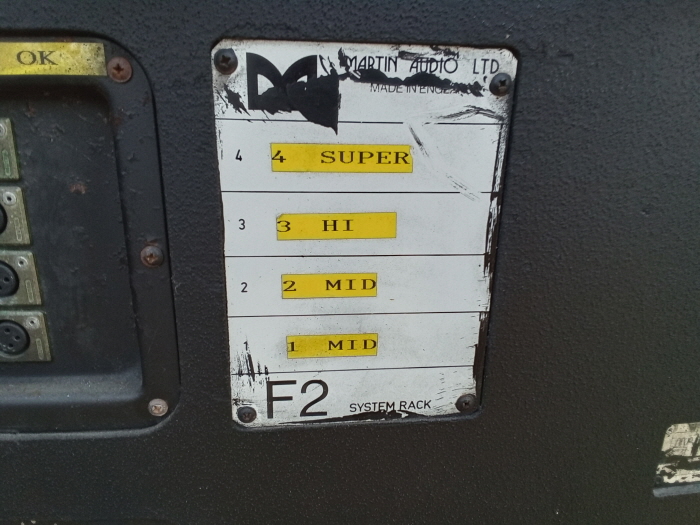 OK
MARTIN AUDIO LTD
MADE IN
4 4 SUPER
3 3 HI
2 2 MID
1 1 MID
F2 SYSTEM RACK